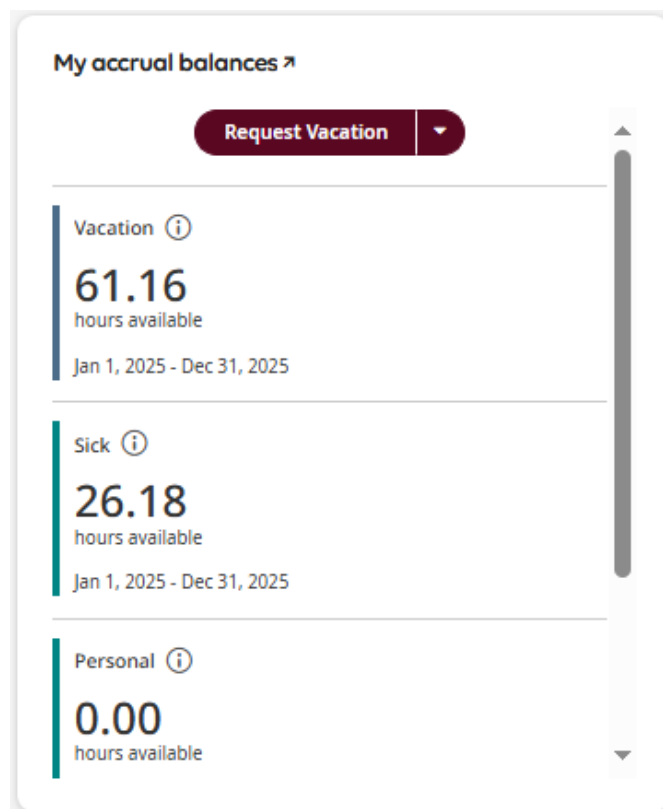 My accrual balances
Request Vacation
Vacation
61.16
hours available
Jan 1, 2025 - Dec 31, 2025
Sick
26.18
hours available
Jan 1, 2025 - Dec 31, 2025
Personal
0.00
hours available